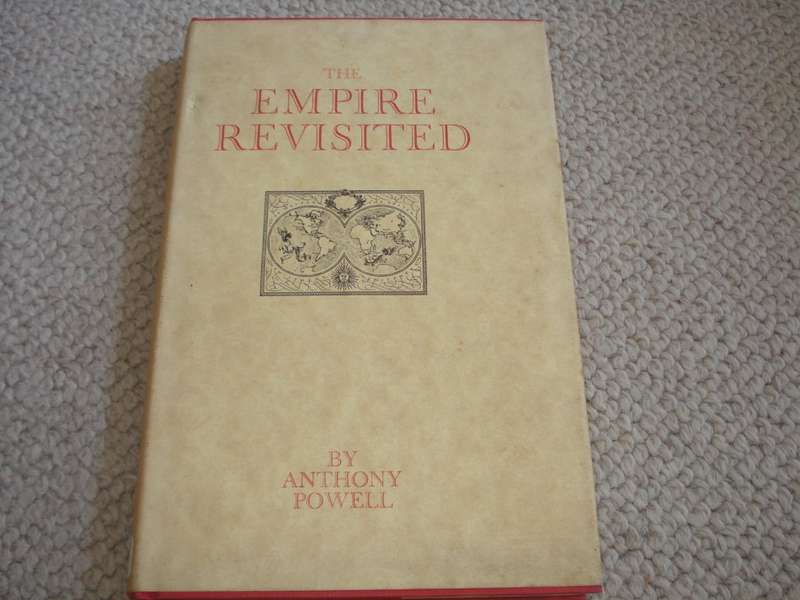 THE
EMPIRE
REVISITED
BY
ANTHONY
POWELL